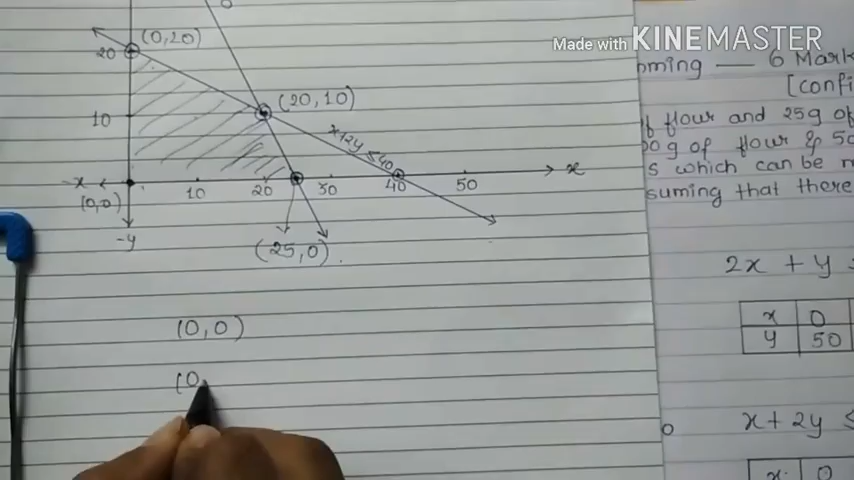 Made with KINEMASTER
20
(0,20)
10
(20,10)
x+2y ≤40
-x
10
20
30
40
50
x
(0,0)
-y
(25,0).
(0,0)
(0,
mming — 6 Mark
[confi
flour and 25g of
00g of flour & 50
s which can be m
suming that there
2x + y ≤
x 0
y 50
x + 2y ≤
x 0